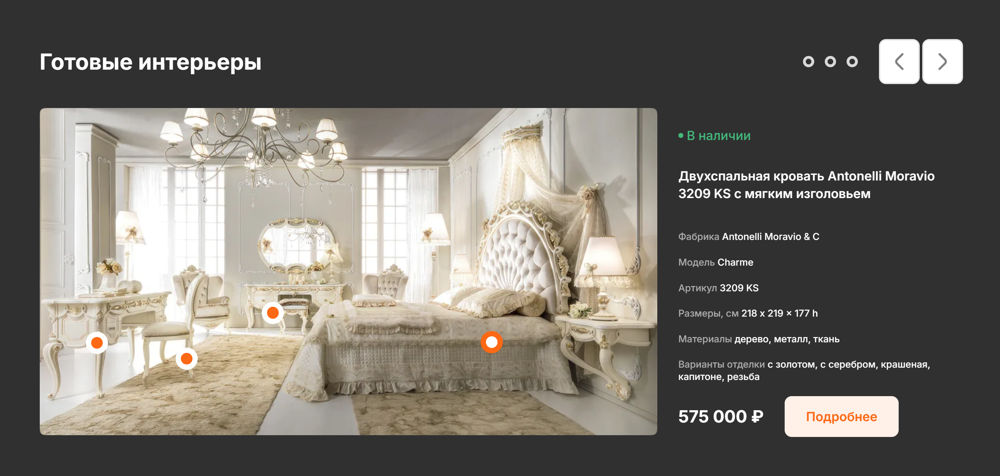 Готовые интерьеры
В наличии
Двухспальная кровать Antonelli Moravio
3209 KS с мягким изголовьем
Фабрика Antonelli Moravio & C
Модель Charme
Артикул 3209 KS
Размеры, см 218 x 219 × 177 h
Материалы дерево, металл, ткань
Варианты отделки с золотом, с серебром, крашеная,
капитоне, резьба
575 000 ₽
Подробнее